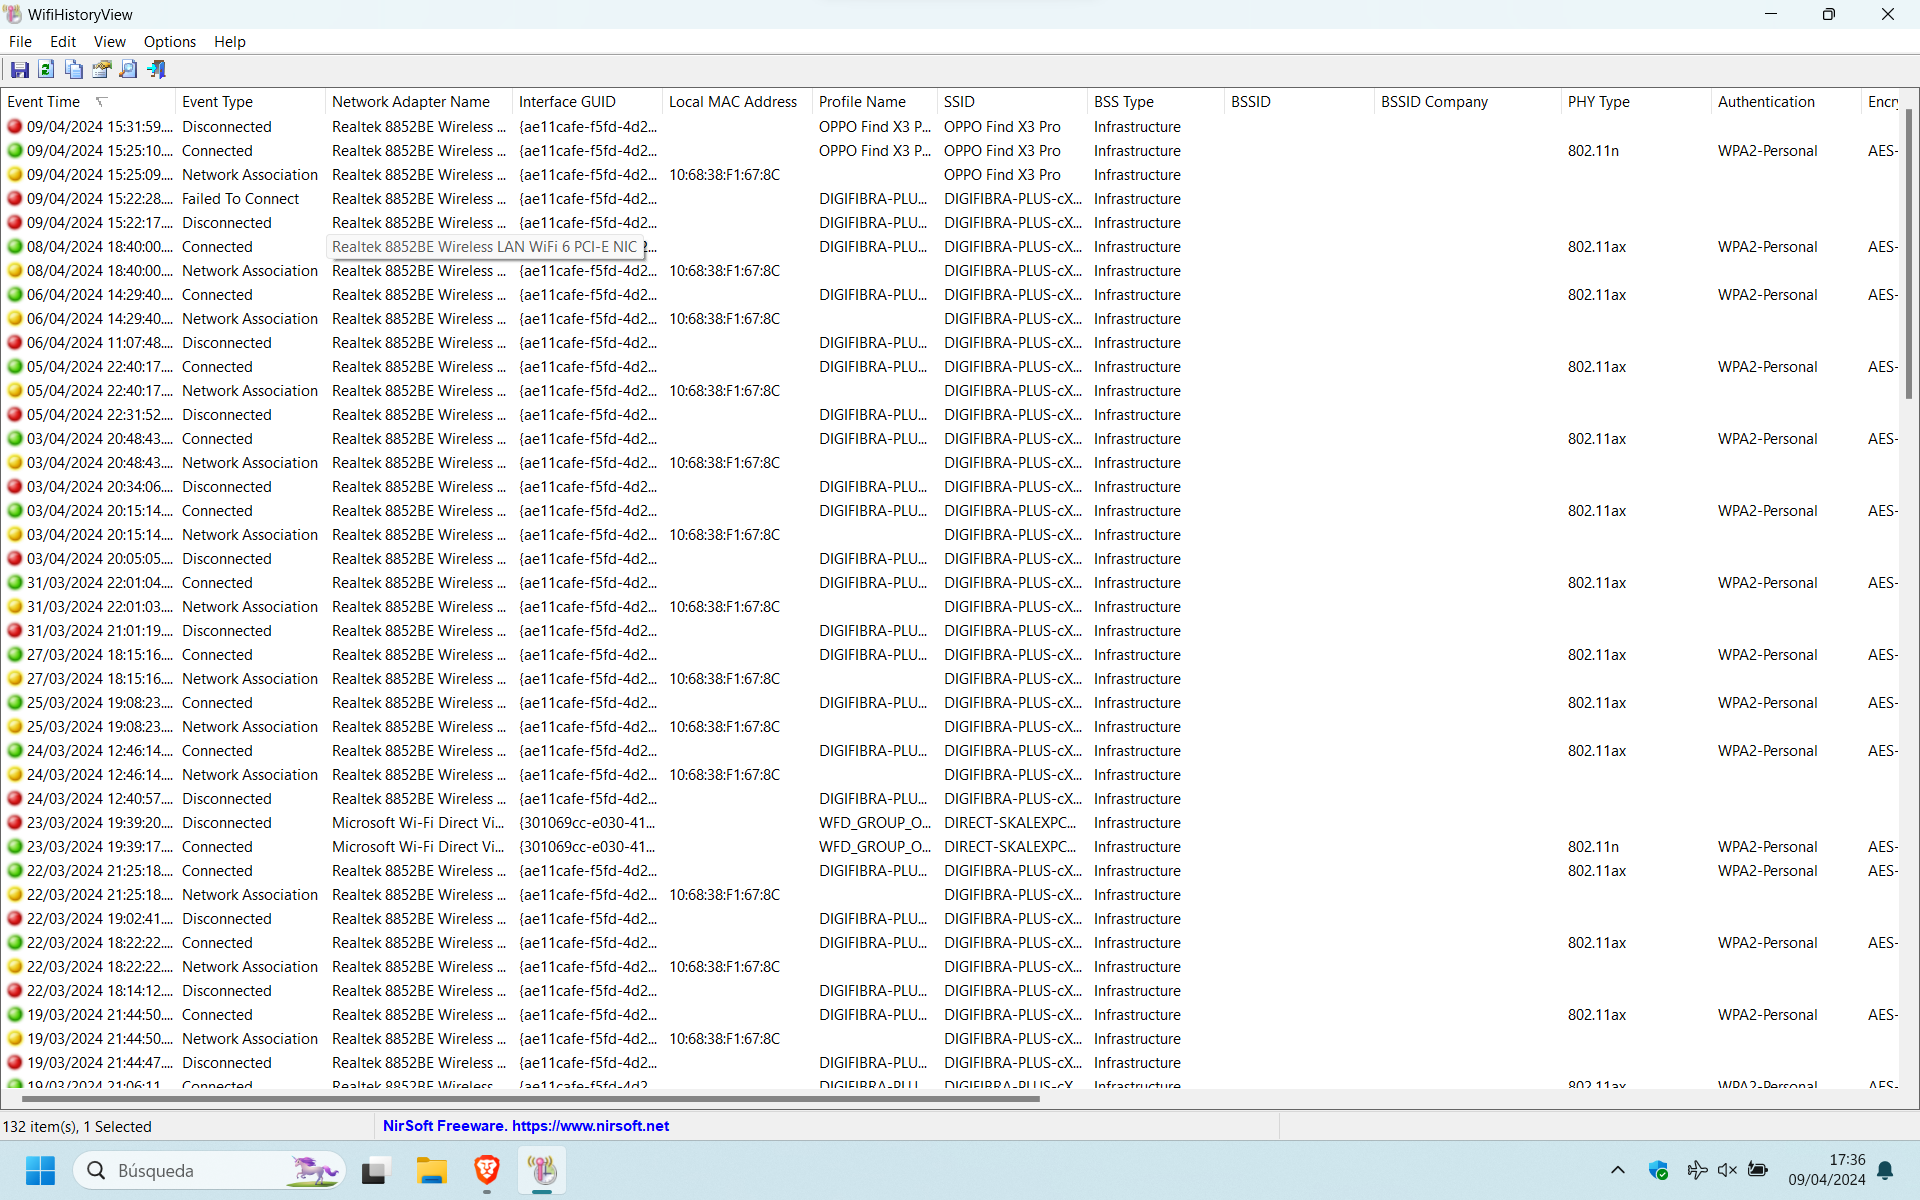 WifiHistoryView
File Edit View Options Help
Event Time Event Type Network Adapter Name Interface GUID Local MAC Address Profile Name SSID BSS Type BSSID BSSID Company PHY Type Authentication Encry
09/04/2024 15:31:59.... Disconnected Realtek 8852BE Wireless ... {ae11cafe-f5fd-4d2... OPPO Find X3 P... OPPO Find X3 Pro Infrastructure
09/04/2024 15:25:10.... Connected Realtek 8852BE Wireless ... {ae11cafe-f5fd-4d2... OPPO Find X3 P... OPPO Find X3 Pro Infrastructure 802.11n WPA2-Personal AES-
09/04/2024 15:25:09.... Network Association Realtek 8852BE Wireless ... {ae11cafe-f5fd-4d2... 10:68:38:F1:67:8C OPPO Find X3 Pro Infrastructure
09/04/2024 15:22:28.... Failed To Connect Realtek 8852BE Wireless ... {ae11cafe-f5fd-4d2... DIGIFIBRA-PLU... DIGIFIBRA-PLUS-cX... Infrastructure
09/04/2024 15:22:17.... Disconnected Realtek 8852BE Wireless ... {ae11cafe-f5fd-4d2... DIGIFIBRA-PLU... DIGIFIBRA-PLUS-cX... Infrastructure
08/04/2024 18:40:00.... Connected Realtek 8852BE Wireless LAN WiFi 6 PCI-E NIC 2... DIGIFIBRA-PLU... DIGIFIBRA-PLUS-cX... Infrastructure 802.11ax WPA2-Personal AES-
08/04/2024 18:40:00.... Network Association Realtek 8852BE Wireless ... {ae11cafe-f5fd-4d2... 10:68:38:F1:67:8C DIGIFIBRA-PLUS-cX... Infrastructure
06/04/2024 14:29:40.... Connected Realtek 8852BE Wireless ... {ae11cafe-f5fd-4d2... DIGIFIBRA-PLU... DIGIFIBRA-PLUS-cX... Infrastructure 802.11ax WPA2-Personal AES-
06/04/2024 14:29:40.... Network Association Realtek 8852BE Wireless ... {ae11cafe-f5fd-4d2... 10:68:38:F1:67:8C DIGIFIBRA-PLUS-cX... Infrastructure
06/04/2024 11:07:48.... Disconnected Realtek 8852BE Wireless ... {ae11cafe-f5fd-4d2... DIGIFIBRA-PLU... DIGIFIBRA-PLUS-cX... Infrastructure
05/04/2024 22:40:17.... Connected Realtek 8852BE Wireless ... {ae11cafe-f5fd-4d2... DIGIFIBRA-PLU... DIGIFIBRA-PLUS-cX... Infrastructure 802.11ax WPA2-Personal AES-
05/04/2024 22:40:17.... Network Association Realtek 8852BE Wireless ... {ae11cafe-f5fd-4d2... 10:68:38:F1:67:8C DIGIFIBRA-PLUS-cX... Infrastructure
05/04/2024 22:31:52.... Disconnected Realtek 8852BE Wireless ... {ae11cafe-f5fd-4d2... DIGIFIBRA-PLU... DIGIFIBRA-PLUS-cX... Infrastructure
03/04/2024 20:48:43.... Connected Realtek 8852BE Wireless ... {ae11cafe-f5fd-4d2... DIGIFIBRA-PLU... DIGIFIBRA-PLUS-cX... Infrastructure 802.11ax WPA2-Personal AES-
03/04/2024 20:48:43.... Network Association Realtek 8852BE Wireless ... {ae11cafe-f5fd-4d2... 10:68:38:F1:67:8C DIGIFIBRA-PLUS-cX... Infrastructure
03/04/2024 20:34:06.... Disconnected Realtek 8852BE Wireless ... {ae11cafe-f5fd-4d2... DIGIFIBRA-PLU... DIGIFIBRA-PLUS-cX... Infrastructure
03/04/2024 20:15:14.... Connected Realtek 8852BE Wireless ... {ae11cafe-f5fd-4d2... DIGIFIBRA-PLU... DIGIFIBRA-PLUS-cX... Infrastructure 802.11ax WPA2-Personal AES-
03/04/2024 20:15:14.... Network Association Realtek 8852BE Wireless ... {ae11cafe-f5fd-4d2... 10:68:38:F1:67:8C DIGIFIBRA-PLUS-cX... Infrastructure
03/04/2024 20:05:05.... Disconnected Realtek 8852BE Wireless ... {ae11cafe-f5fd-4d2... DIGIFIBRA-PLU... DIGIFIBRA-PLUS-cX... Infrastructure
31/03/2024 22:01:04.... Connected Realtek 8852BE Wireless ... {ae11cafe-f5fd-4d2... DIGIFIBRA-PLU... DIGIFIBRA-PLUS-cX... Infrastructure 802.11ax WPA2-Personal AES-
31/03/2024 22:01:03.... Network Association Realtek 8852BE Wireless ... {ae11cafe-f5fd-4d2... 10:68:38:F1:67:8C DIGIFIBRA-PLUS-cX... Infrastructure
31/03/2024 21:01:19.... Disconnected Realtek 8852BE Wireless ... {ae11cafe-f5fd-4d2... DIGIFIBRA-PLU... DIGIFIBRA-PLUS-cX... Infrastructure
27/03/2024 18:15:16.... Connected Realtek 8852BE Wireless ... {ae11cafe-f5fd-4d2... DIGIFIBRA-PLU... DIGIFIBRA-PLUS-cX... Infrastructure 802.11ax WPA2-Personal AES-
27/03/2024 18:15:16.... Network Association Realtek 8852BE Wireless ... {ae11cafe-f5fd-4d2... 10:68:38:F1:67:8C DIGIFIBRA-PLUS-cX... Infrastructure
25/03/2024 19:08:23.... Connected Realtek 8852BE Wireless ... {ae11cafe-f5fd-4d2... DIGIFIBRA-PLU... DIGIFIBRA-PLUS-cX... Infrastructure 802.11ax WPA2-Personal AES-
25/03/2024 19:08:23.... Network Association Realtek 8852BE Wireless ... {ae11cafe-f5fd-4d2... 10:68:38:F1:67:8C DIGIFIBRA-PLUS-cX... Infrastructure
24/03/2024 12:46:14.... Connected Realtek 8852BE Wireless ... {ae11cafe-f5fd-4d2... DIGIFIBRA-PLU... DIGIFIBRA-PLUS-cX... Infrastructure 802.11ax WPA2-Personal AES-
24/03/2024 12:46:14.... Network Association Realtek 8852BE Wireless ... {ae11cafe-f5fd-4d2... 10:68:38:F1:67:8C DIGIFIBRA-PLUS-cX... Infrastructure
24/03/2024 12:40:57.... Disconnected Realtek 8852BE Wireless ... {ae11cafe-f5fd-4d2... DIGIFIBRA-PLU... DIGIFIBRA-PLUS-cX... Infrastructure
23/03/2024 19:39:20.... Disconnected Microsoft Wi-Fi Direct Vi... {301069cc-e030-41... WFD_GROUP_O... DIRECT-SKALEXPC... Infrastructure
23/03/2024 19:39:17.... Connected Microsoft Wi-Fi Direct Vi... {301069cc-e030-41... WFD_GROUP_O... DIRECT-SKALEXPC... Infrastructure 802.11n WPA2-Personal AES-
22/03/2024 21:25:18.... Connected Realtek 8852BE Wireless ... {ae11cafe-f5fd-4d2... DIGIFIBRA-PLU... DIGIFIBRA-PLUS-cX... Infrastructure 802.11ax WPA2-Personal AES-
22/03/2024 21:25:18.... Network Association Realtek 8852BE Wireless ... {ae11cafe-f5fd-4d2... 10:68:38:F1:67:8C DIGIFIBRA-PLUS-cX... Infrastructure
22/03/2024 19:02:41.... Disconnected Realtek 8852BE Wireless ... {ae11cafe-f5fd-4d2... DIGIFIBRA-PLU... DIGIFIBRA-PLUS-cX... Infrastructure
22/03/2024 18:22:22.... Connected Realtek 8852BE Wireless ... {ae11cafe-f5fd-4d2... DIGIFIBRA-PLU... DIGIFIBRA-PLUS-cX... Infrastructure 802.11ax WPA2-Personal AES-
22/03/2024 18:22:22.... Network Association Realtek 8852BE Wireless ... {ae11cafe-f5fd-4d2... 10:68:38:F1:67:8C DIGIFIBRA-PLUS-cX... Infrastructure
22/03/2024 18:14:12.... Disconnected Realtek 8852BE Wireless ... {ae11cafe-f5fd-4d2... DIGIFIBRA-PLU... DIGIFIBRA-PLUS-cX... Infrastructure
19/03/2024 21:44:50.... Connected Realtek 8852BE Wireless ... {ae11cafe-f5fd-4d2... DIGIFIBRA-PLU... DIGIFIBRA-PLUS-cX... Infrastructure 802.11ax WPA2-Personal AES-
19/03/2024 21:44:50.... Network Association Realtek 8852BE Wireless ... {ae11cafe-f5fd-4d2... 10:68:38:F1:67:8C DIGIFIBRA-PLUS-cX... Infrastructure
19/03/2024 21:44:47.... Disconnected Realtek 8852BE Wireless ... {ae11cafe-f5fd-4d2... DIGIFIBRA-PLU... DIGIFIBRA-PLUS-cX... Infrastructure
19/03/2024 21:06:11.... Connected Realtek 8852BE Wireless ... {ae11cafe-f5fd-4d2... DIGIFIBRA-PLU... DIGIFIBRA-PLUS-cX... Infrastructure 802.11ax WPA2-Personal AES-
132 item(s), 1 Selected NirSoft Freeware. https://www.nirsoft.net
Búsqueda
17:36
09/04/2024